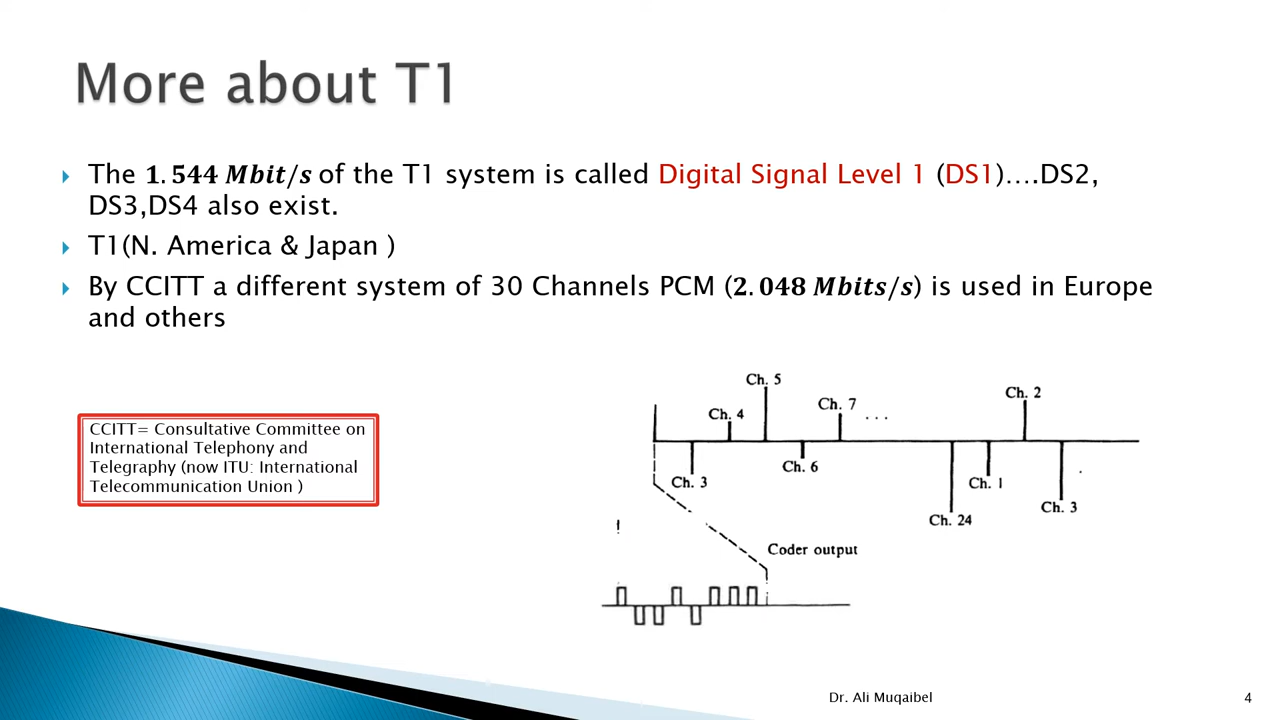 More about T1
The 1.544 Mbit/s of the T1 system is called Digital Signal Level 1 (DS1)….DS2,
DS3,DS4 also exist.
T1(N. America & Japan )
By CCITT a different system of 30 Channels PCM (2.048 Mbits/s) is used in Europe
and others
CCITT= Consultative Committee on
International Telephony and
Telegraphy (now ITU: International
Telecommunication Union )
Ch. 5
Ch. 2
Ch. 7
...
Ch. 4
Ch. 6
Ch. 3
Ch. 1
Ch. 3
Ch. 24
!
Coder output
Dr. Ali Muqaibel
4